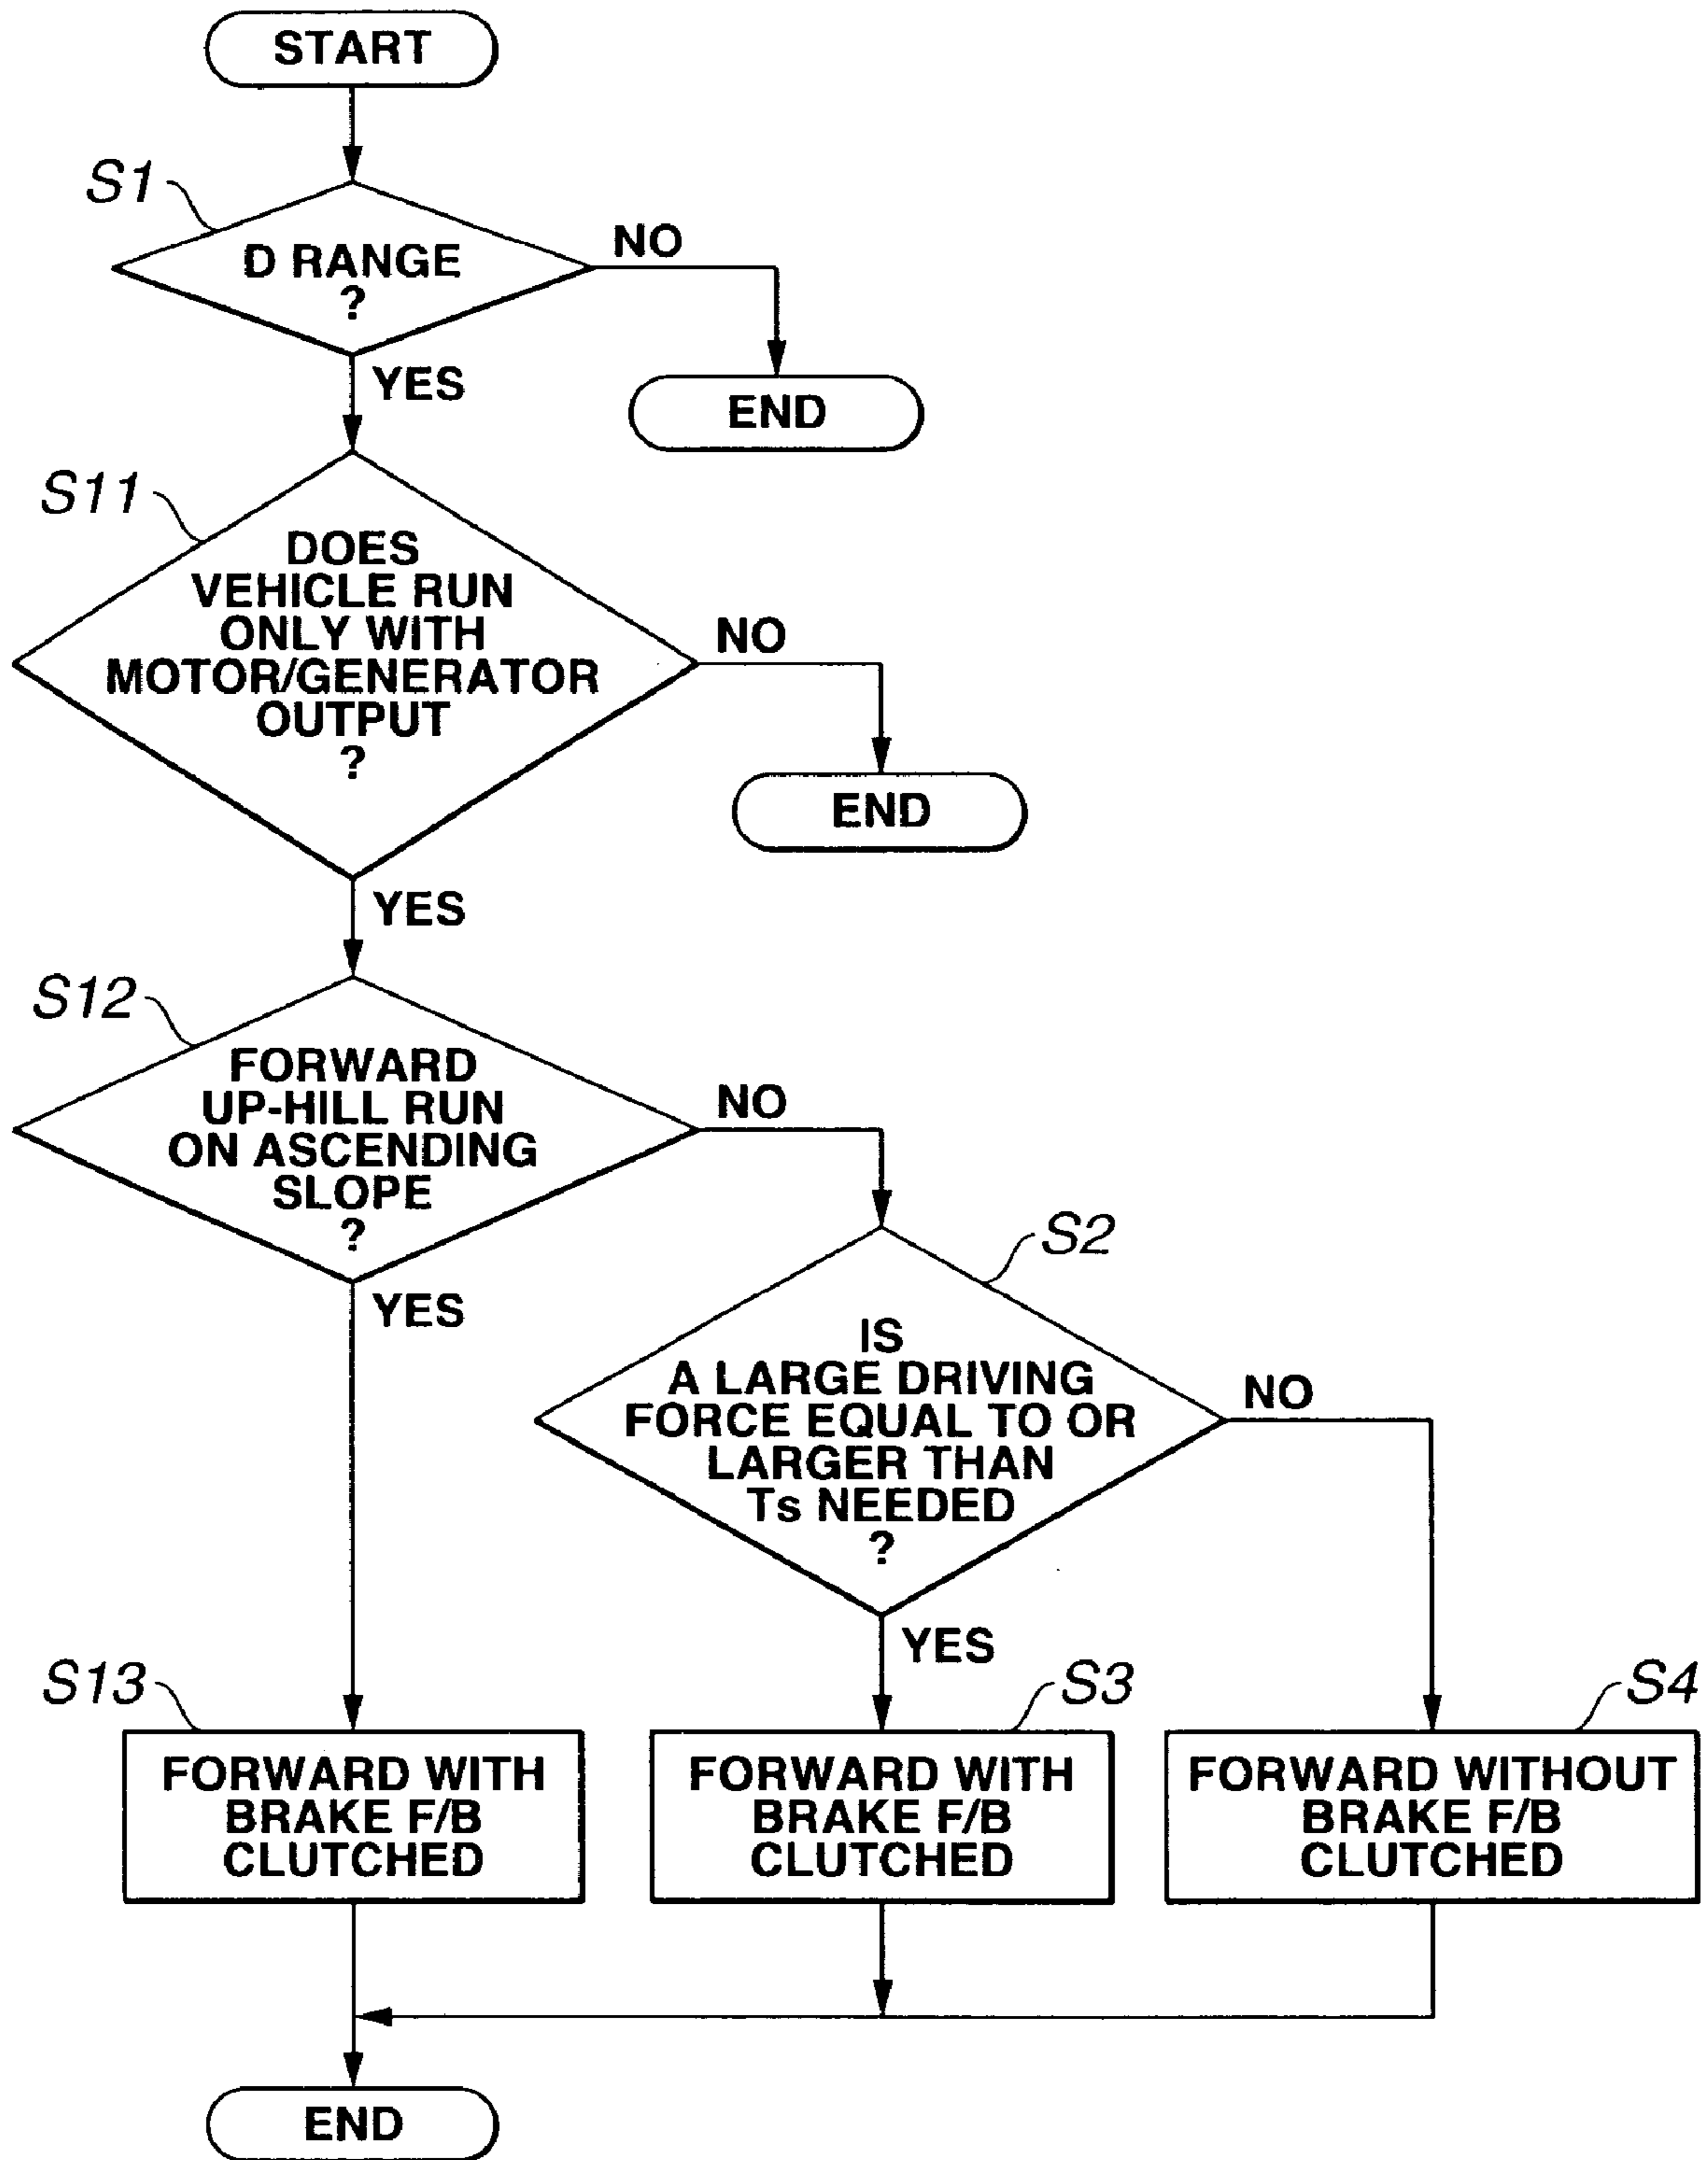 START
S1
D RANGE
?
NO
END
YES
S11
DOES
VEHICLE RUN
ONLY WITH
MOTOR/GENERATOR
OUTPUT
?
NO
END
YES
S12
FORWARD
UP-HILL RUN
ON ASCENDING
SLOPE
?
NO
YES
S2
IS
A LARGE DRIVING
FORCE EQUAL TO OR
LARGER THAN
Ts NEEDED
?
NO
YES
S13
FORWARD WITH
BRAKE F/B
CLUTCHED
S3
FORWARD WITH
BRAKE F/B
CLUTCHED
S4
FORWARD WITHOUT
BRAKE F/B
CLUTCHED
END